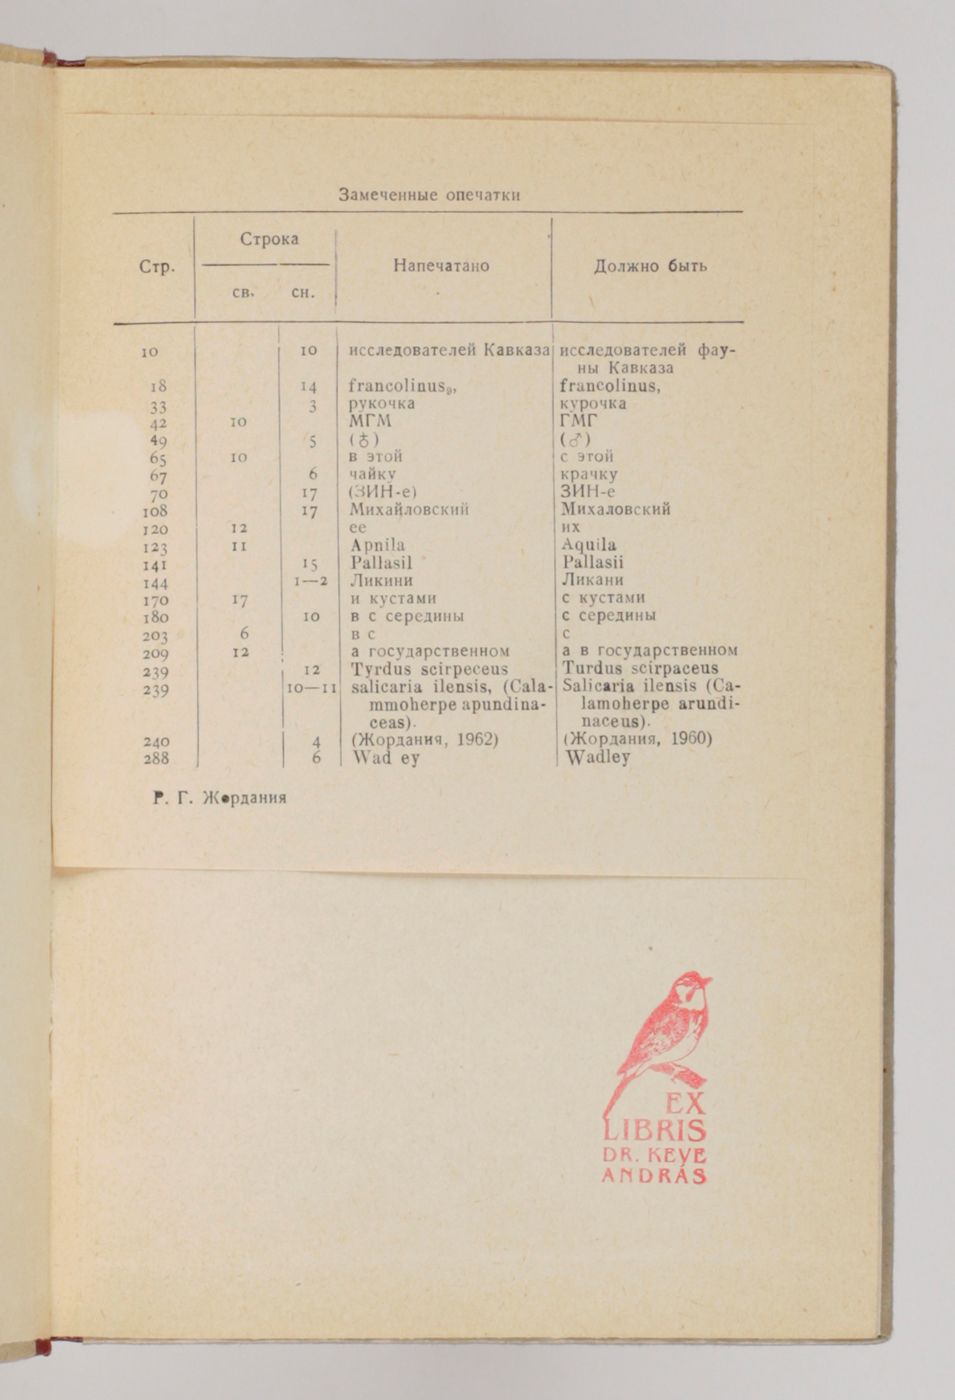 Замеченные опечатки
Стр. Строка Напечатано Должно быть
св. сн.
10 10 исследователей Кавказа исследователей фау-
ны Кавказа
18 14 francolinus„, francolinus,
33 3 рукочка курочка
42 10 МГМ ГМГ
49 5 (♁) (♂)
65 10 в этой с этой
67 6 чайку крачку
70 17 (ЗИН-е) ЗИН-е
108 17 Михайловский Михаловский
120 12 ее их
123 11 Apnila Aquila
141 15 Pallasil Pallasii
144 1—2 Ликини Ликани
170 17 и кустами с кустами
180 10 в с середины с середины
203 6 в с с
209 12 а государственном а в государственном
239 12 Tyrdus scirpeceus Turdus scirpaceus
239 10—11 salicaria ilensis, (Cala- Salicaria ilensis (Ca-
mmoherpe apundina- lamoherpe arundi-
ceas). naceus).
240 4 (Жордания, 1962) (Жордания, 1960)
288 6 Wad ey Wadley
Р. Г. Жордания
EX
LIBRIS
DR. KEVE
ANDRÁS